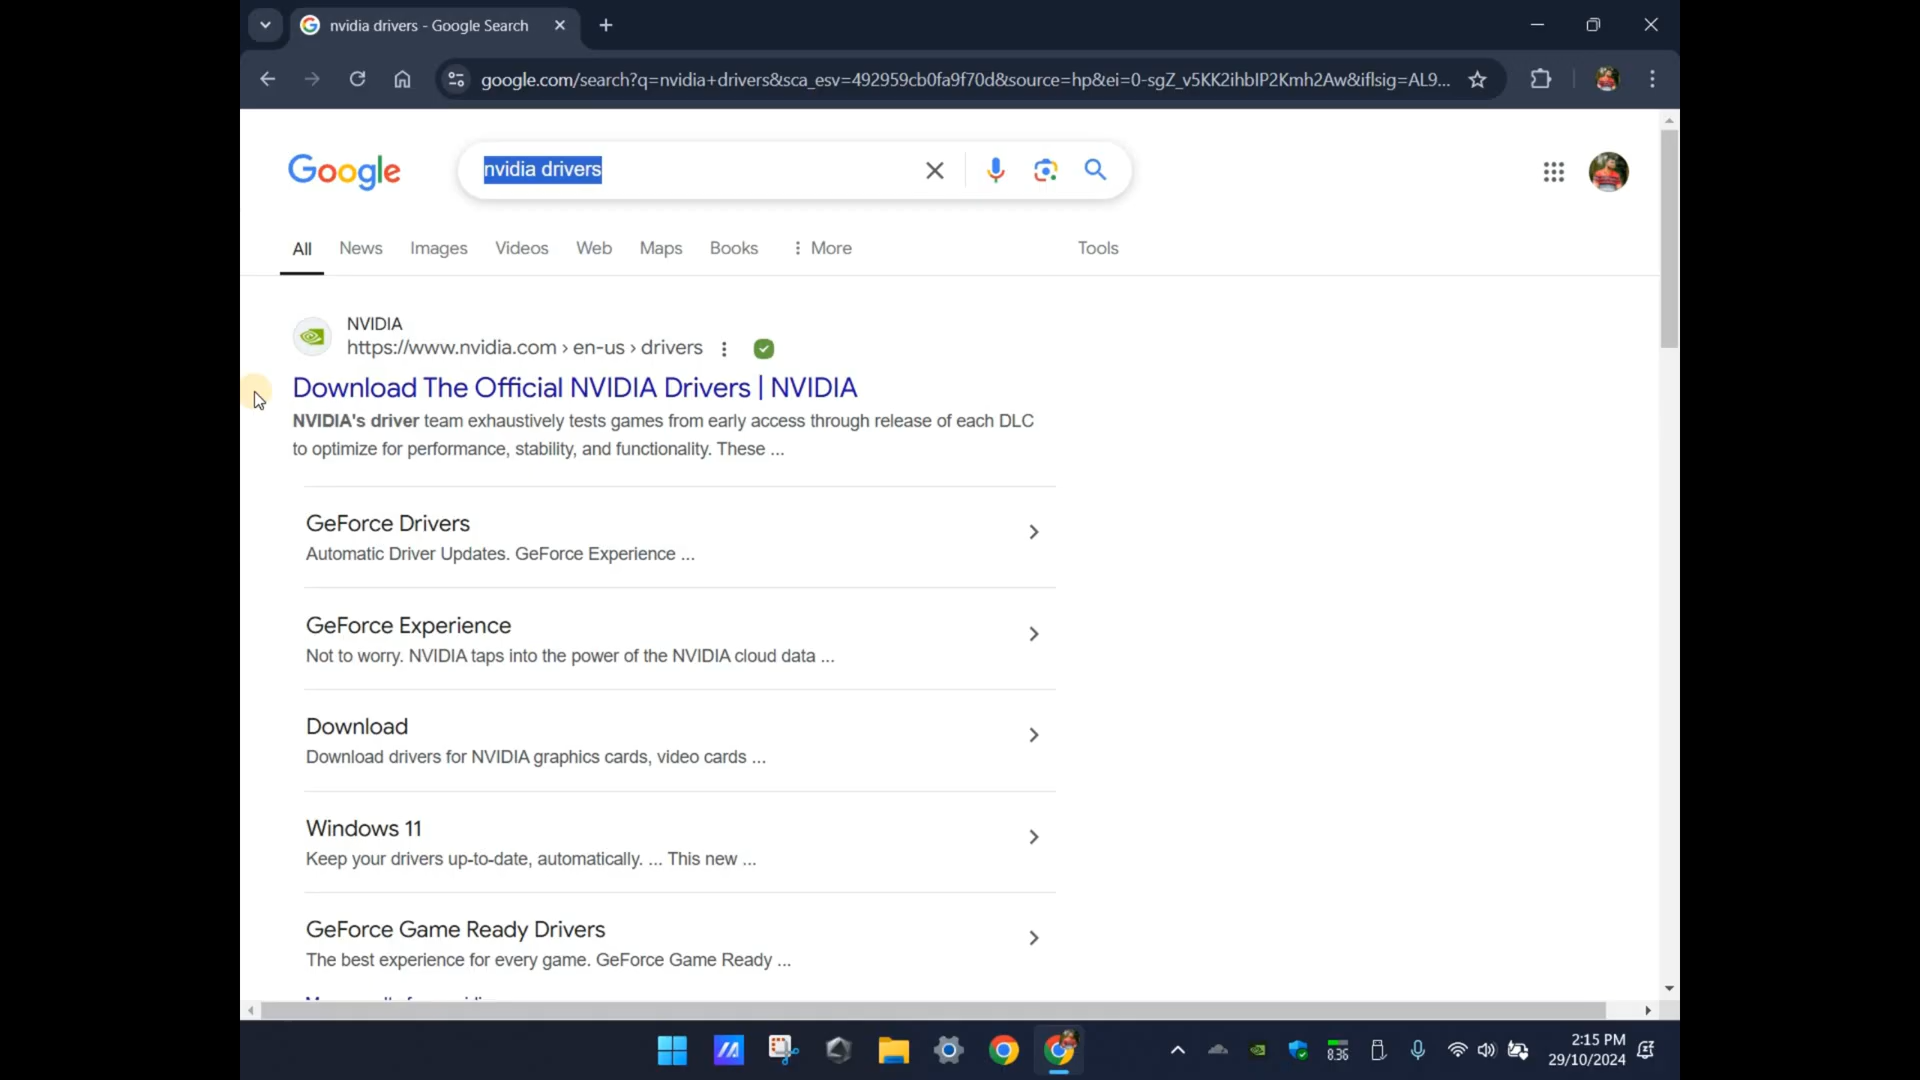 nvidia drivers - Google Search
google.com/search?q=nvidia+drivers&sca_esv=492959cb0fa9f70d&source=hp&ei=0-sgZ_v5KK2ihbIP2Kmh2Aw&iflsig=AL9...
Google
nvidia drivers
All News Images Videos Web Maps Books More Tools
NVIDIA
https://www.nvidia.com › en-us › drivers
Download The Official NVIDIA Drivers | NVIDIA
NVIDIA's driver team exhaustively tests games from early access through release of each DLC
to optimize for performance, stability, and functionality. These ...
GeForce Drivers
Automatic Driver Updates. GeForce Experience ...
GeForce Experience
Not to worry. NVIDIA taps into the power of the NVIDIA cloud data ...
Download
Download drivers for NVIDIA graphics cards, video cards ...
Windows 11
Keep your drivers up-to-date, automatically. ... This new ...
GeForce Game Ready Drivers
The best experience for every game. GeForce Game Ready ...
8.36
2:15 PM
29/10/2024